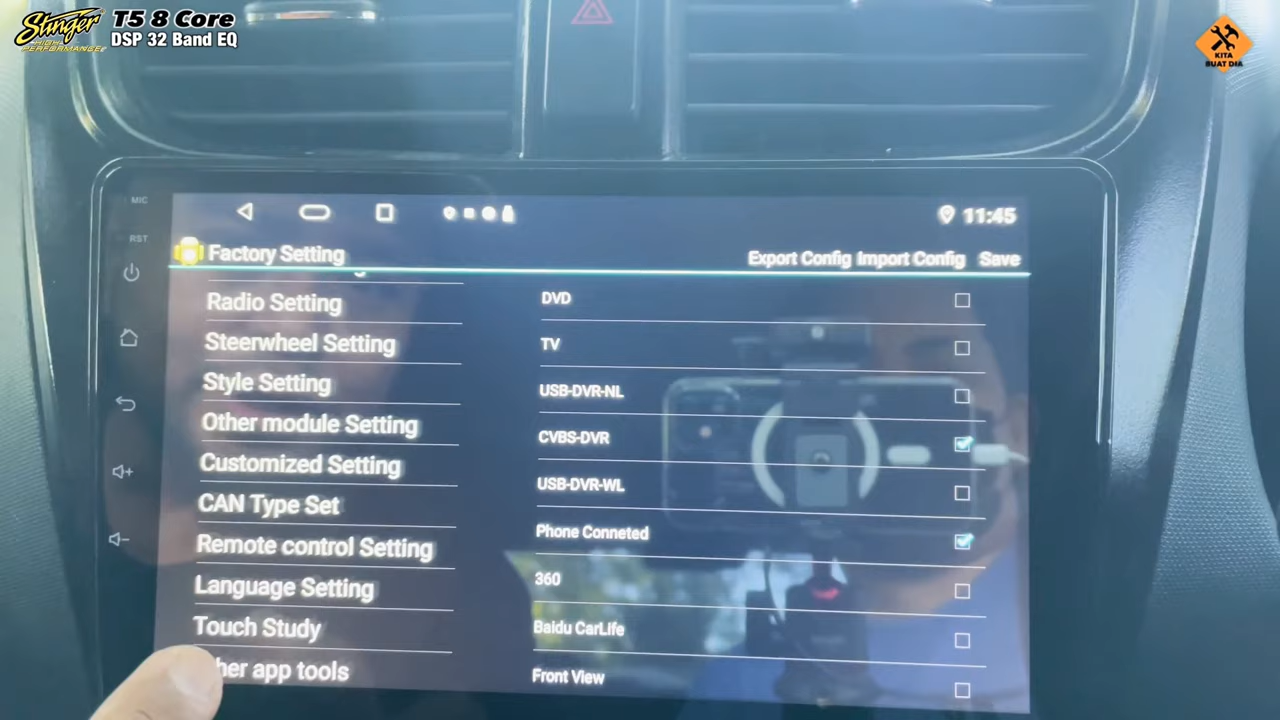 Stinger
HIGH PERFORMANCE
T5 8 Core
DSP 32 Band EQ
KITA
BUAT DIA
MIC
RST
11:45
Factory Setting
Export Config Import Config Save
Radio Setting
Steerwheel Setting
Style Setting
Other module Setting
Customized Setting
CAN Type Set
Remote control Setting
Language Setting
Touch Study
her app tools
DVD
TV
USB-DVR-NL
CVBS-DVR
USB-DVR-WL
Phone Conneted
360
Baidu CarLife
Front View